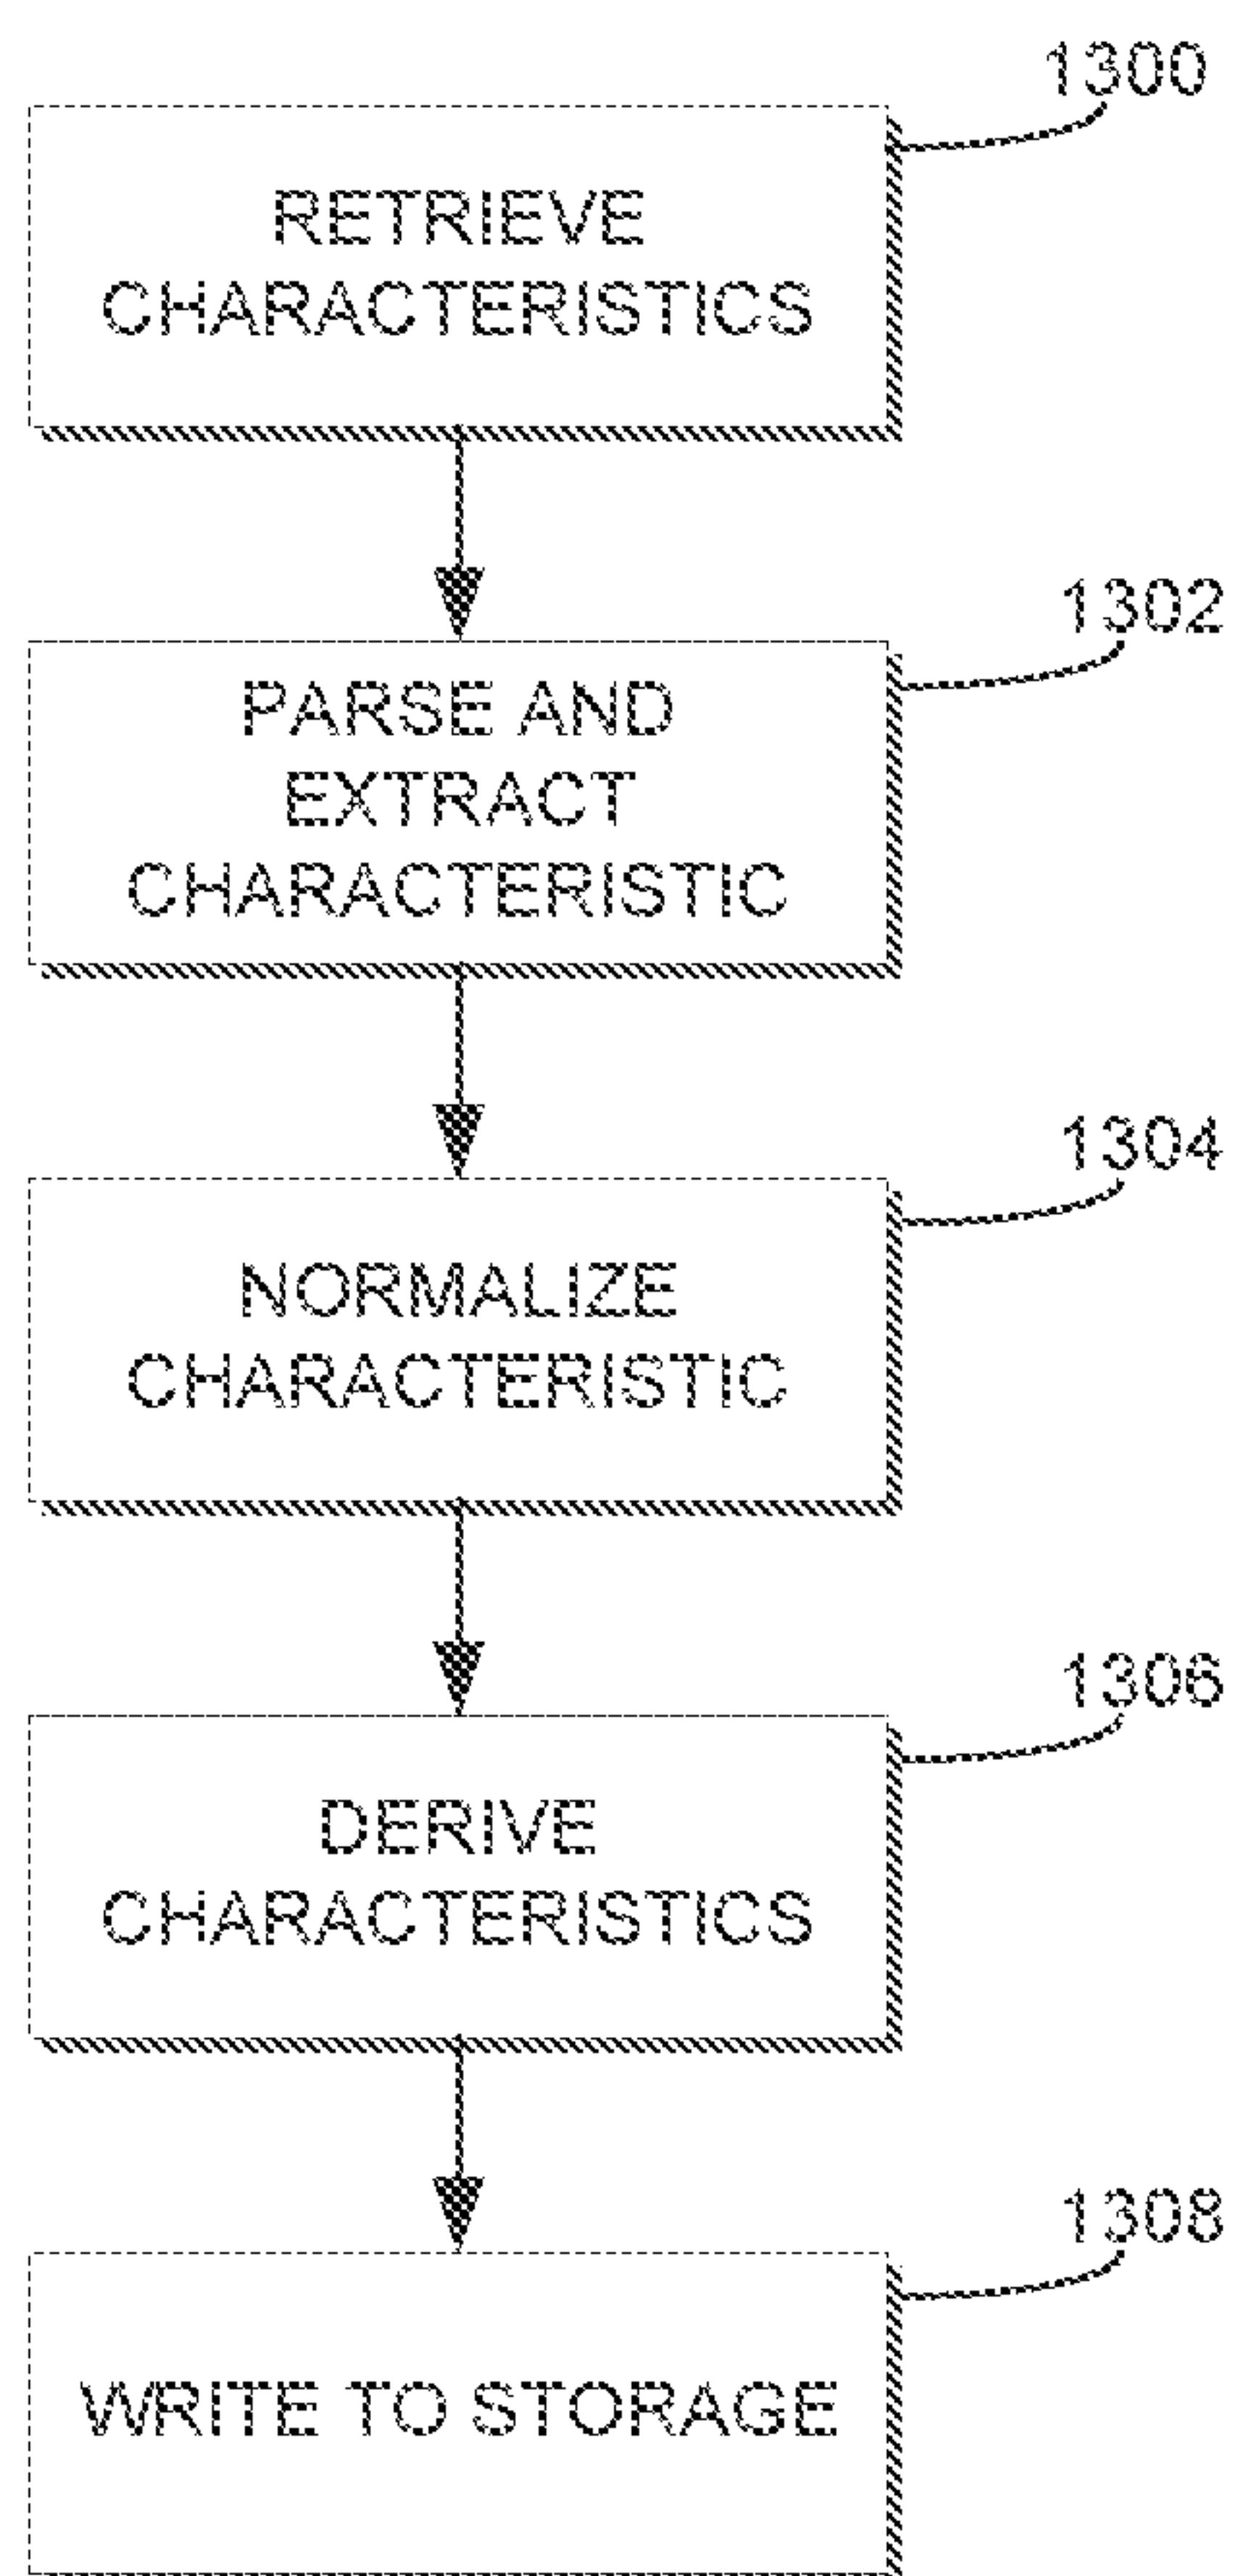 1300
RETRIEVE
CHARACTERISTICS
1302
PARSE AND
EXTRACT
CHARACTERISTIC
1304
NORMALIZE
CHARACTERISTIC
1306
DERIVE
CHARACTERISTICS
1308
WRITE TO STORAGE